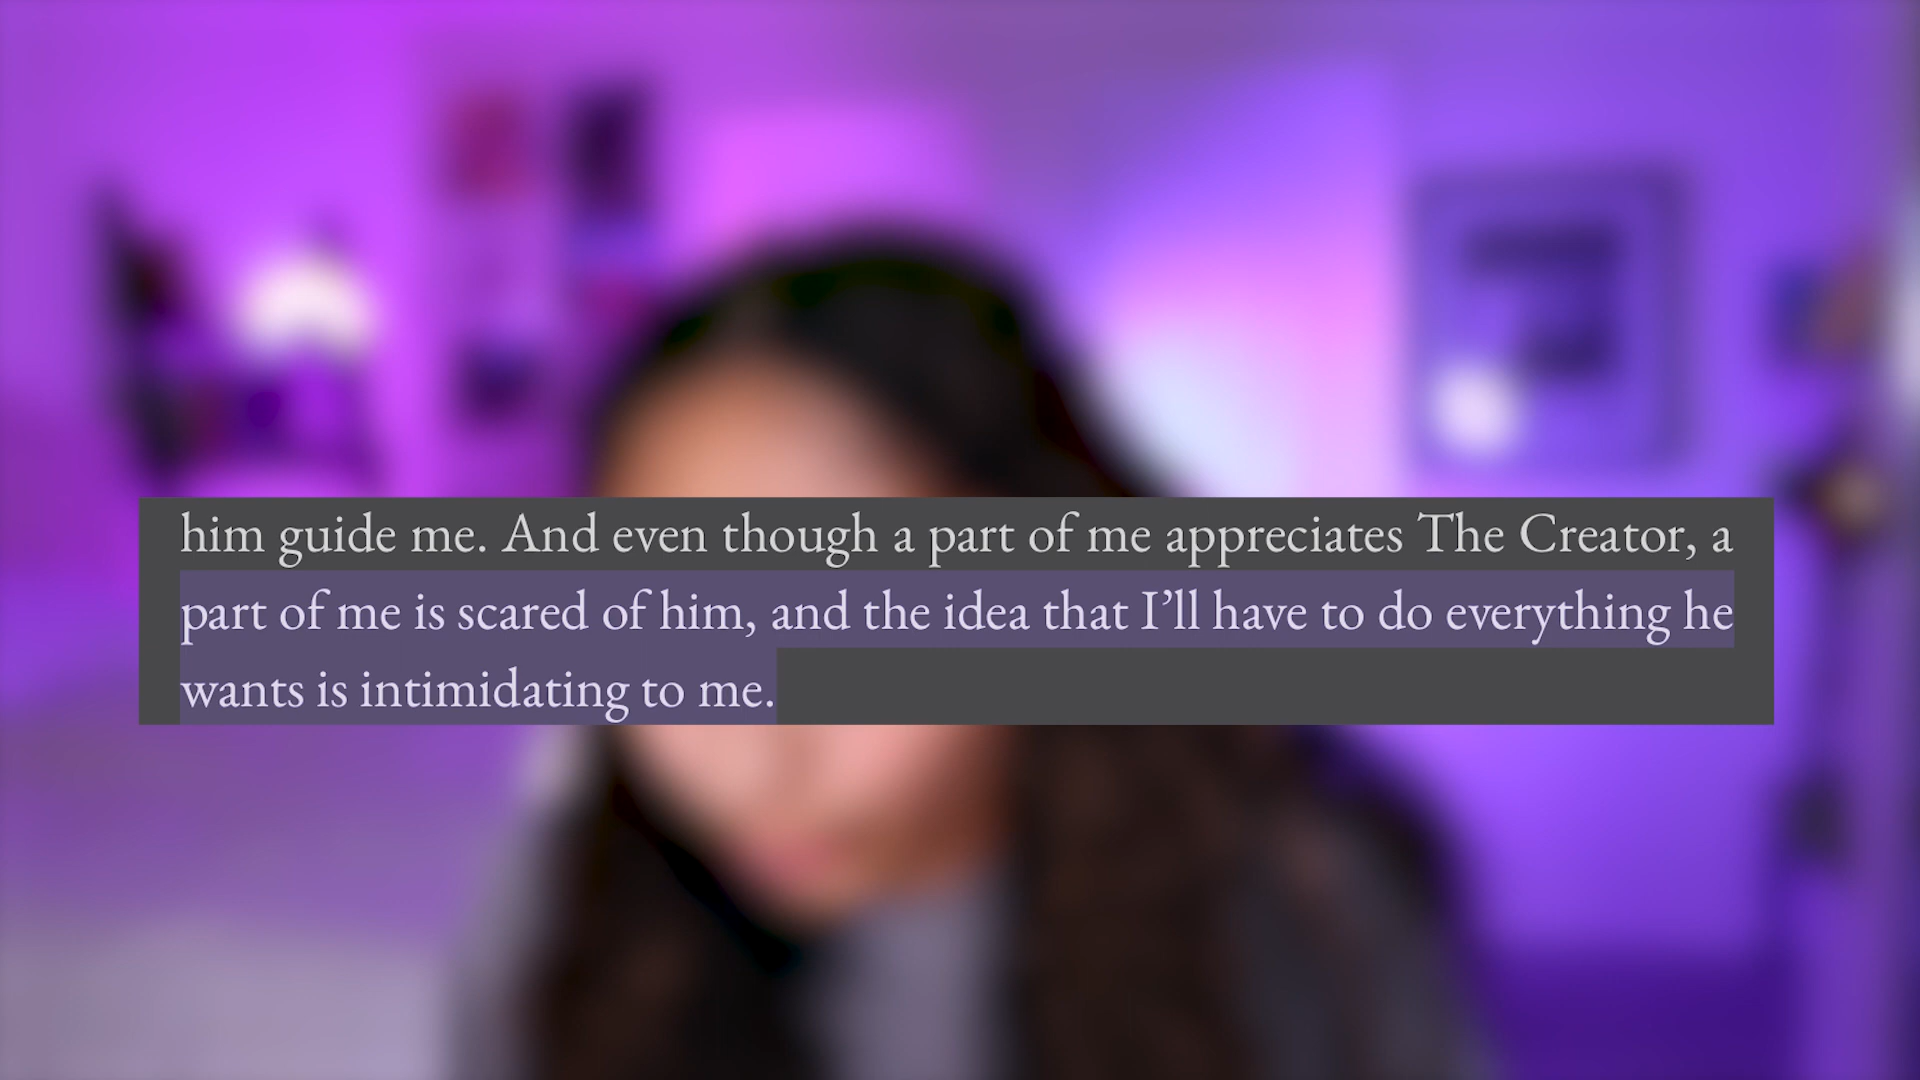 him guide me. And even though a part of me appreciates The Creator, a
part of me is scared of him, and the idea that I’ll have to do everything he
wants is intimidating to me.